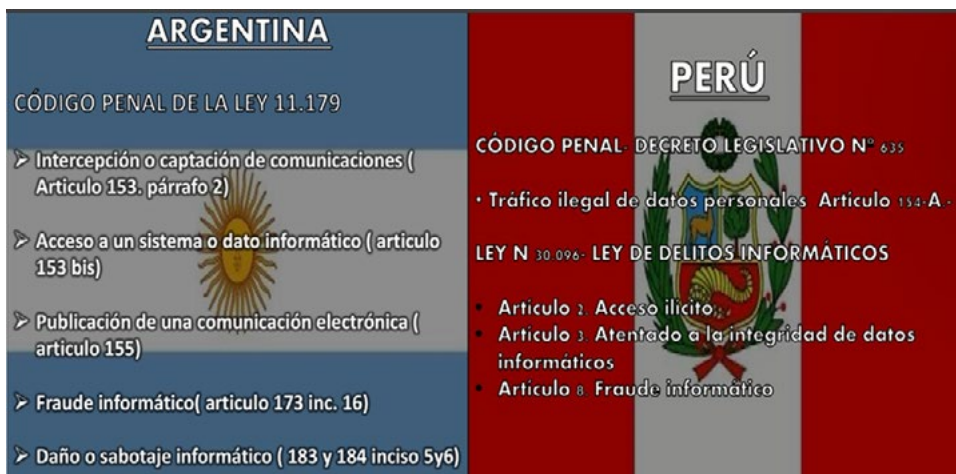 ARGENTINA
CÓDIGO PENAL DE LA LEY 11.179
➢ Intercepción o captación de comunicaciones (
Articulo 153. párrafo 2)
➢ Acceso a un sistema o dato informático ( articulo
153 bis)
➢ Publicación de una comunicación electrónica (
articulo 155)
➢ Fraude informático( articulo 173 inc. 16)
➢ Daño o sabotaje informático ( 183 y 184 inciso 5y6)
PERÚ
CÓDIGO PENAL- DECRETO LEGISLATIVO Nº 635
• Tráfico ilegal de datos personales Artículo 154-A.-
LEY N 30.096- LEY DE DELITOS INFORMÁTICOS
• Artículo 2. Acceso ilícito
• Artículo 3. Atentado a la integridad de datos
informáticos
• Artículo 8. Fraude informático